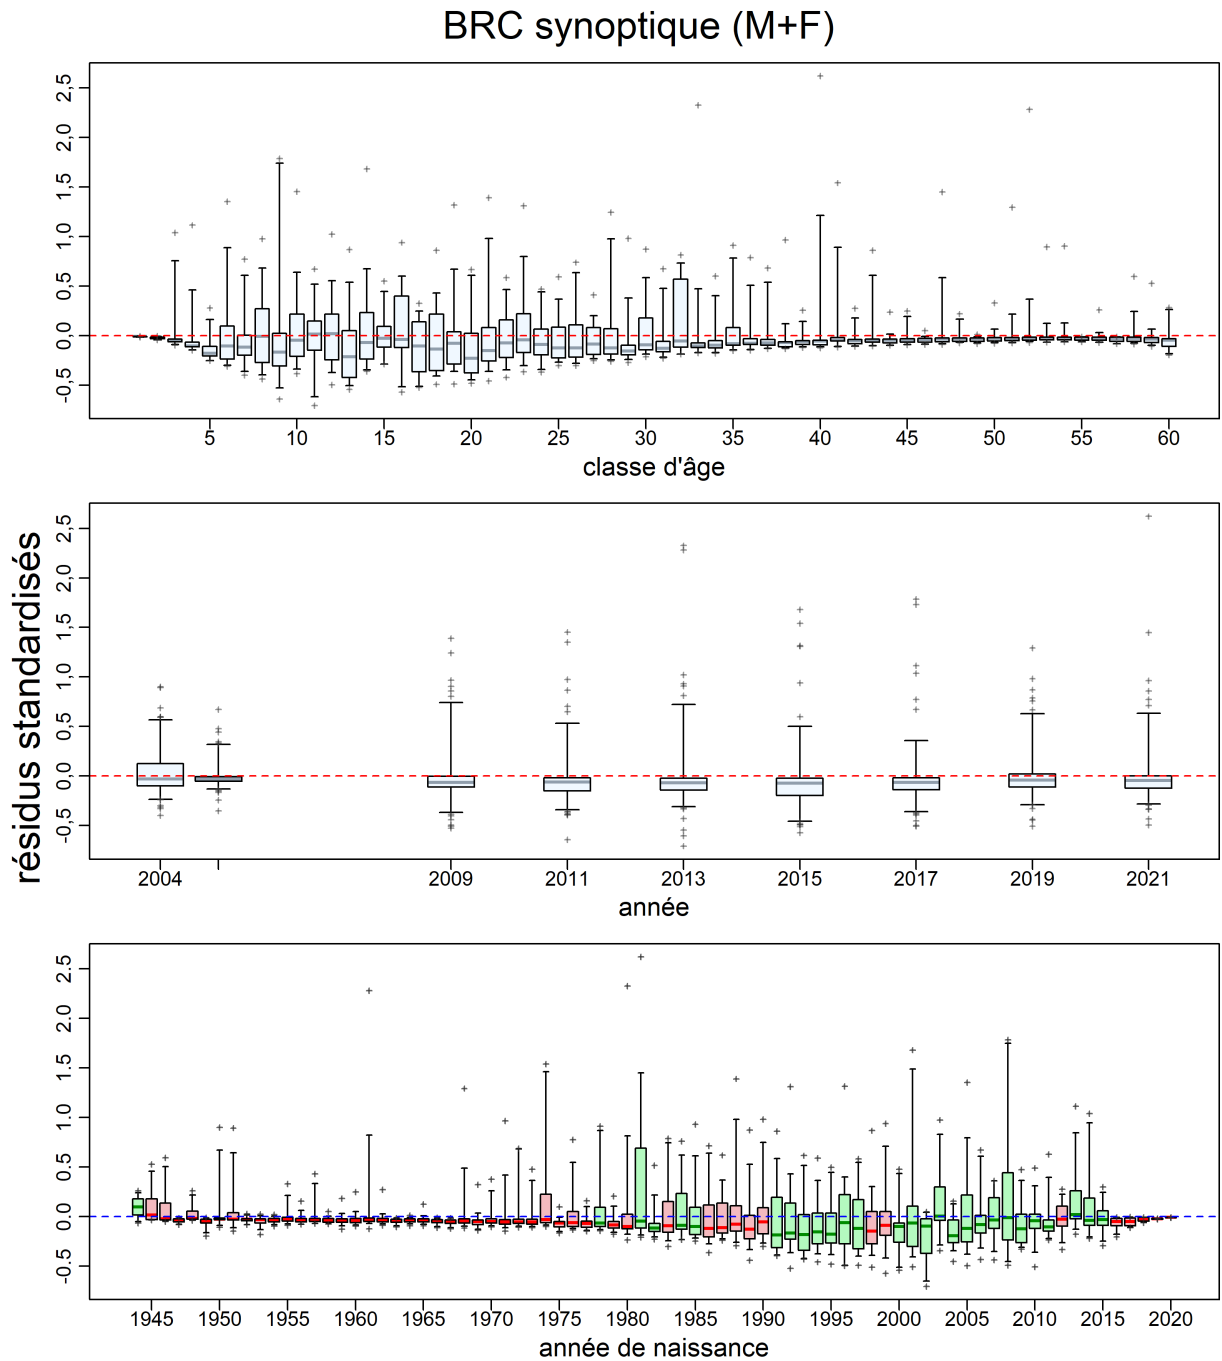 BRC synoptique (M+F)
2,5
2,0
1,5
1,0
0,5
0,0
-0,5
5 10 15 20 25 30 35 40 45 50 55 60
classe d'âge
résidus standardisés
2,5
2,0
1,5
1,0
0,5
0,0
-0,5
2004 2009 2011 2013 2015 2017 2019 2021
année
2.5
2.0
1.5
1.0
0.5
0.0
-0.5
1945 1950 1955 1960 1965 1970 1975 1980 1985 1990 1995 2000 2005 2010 2015 2020
année de naissance